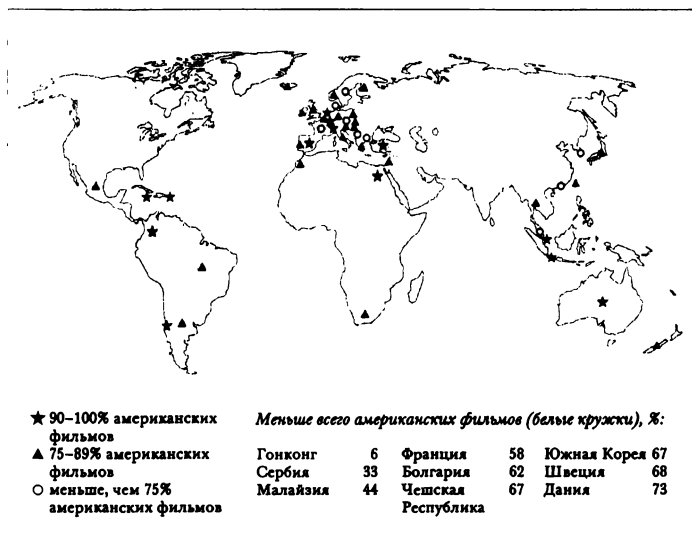 ★ 90–100% американских
фильмов
▲ 75–89% американских
фильмов
○ меньше, чем 75%
американских фильмов
Меньше всего американских фильмов (белые кружки), %:
Гонконг 6 Франция 58 Южная Корея 67
Сербия 33 Болгария 62 Швеция 68
Малайзия 44 Чешская 67 Дания 73
Республика